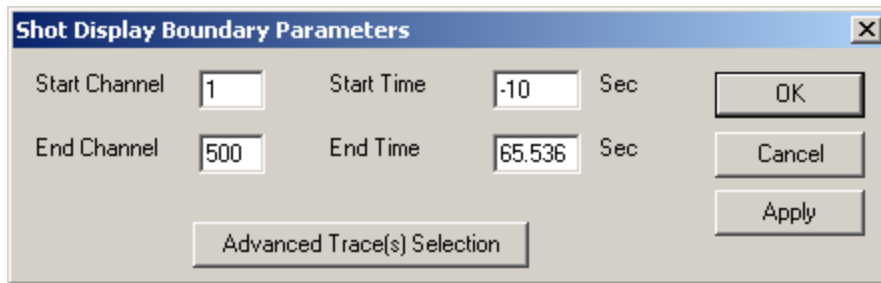 Shot Display Boundary Parameters
Start Channel 1 Start Time -10 Sec OK
End Channel 500 End Time 65.536 Sec Cancel
Apply
Advanced Trace(s) Selection